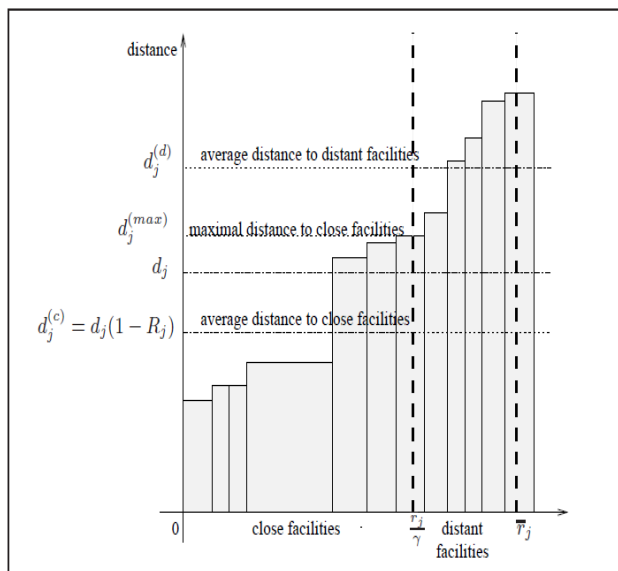 distance
d_j^{(d)} average distance to distant facilities
d_j^{(max)} maximal distance to close facilities
d_j
d_j^{(c)} = d_j(1 − R_j) average distance to close facilities
0 close facilities r_j/γ distant facilities r̄_j